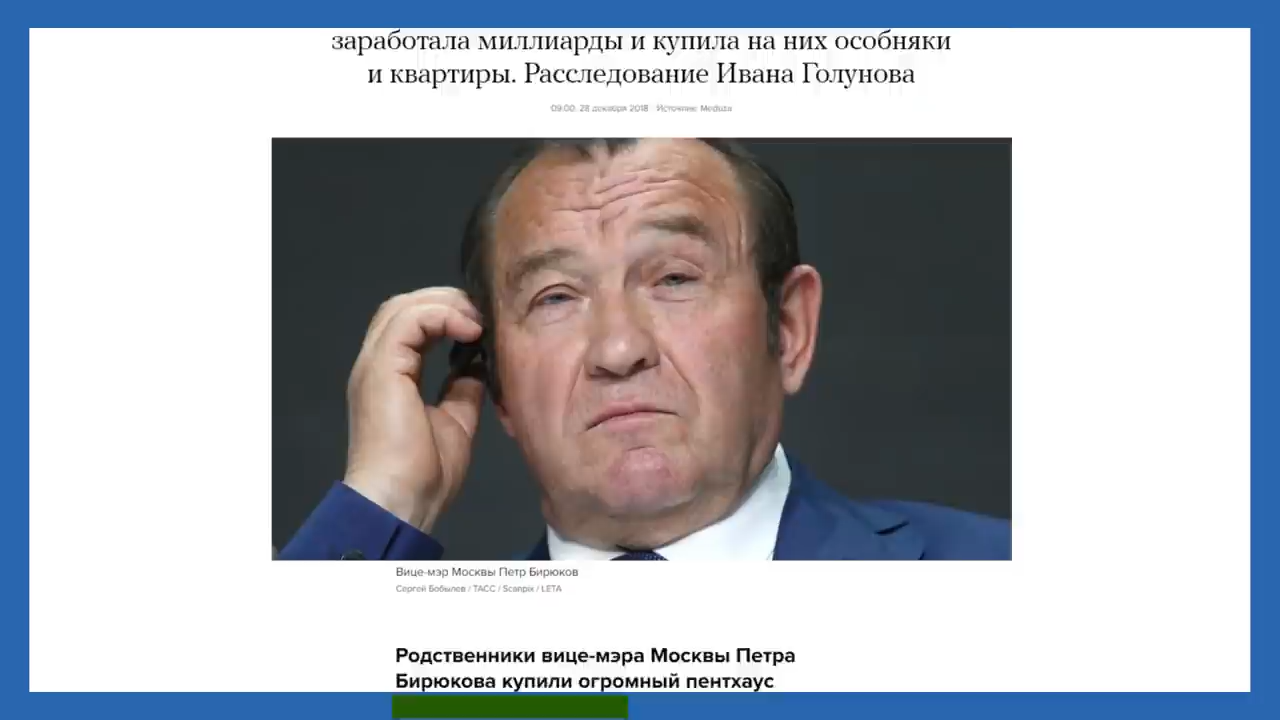 заработала миллиарды и купила на них особняки
и квартиры. Расследование Ивана Голунова
09:00, 28 декабря 2018 Источник: Meduza
Вице-мэр Москвы Петр Бирюков
Сергей Бобылев / ТАСС / Scanpix / LETA
Родственники вице-мэра Москвы Петра
Бирюкова купили огромный пентхаус